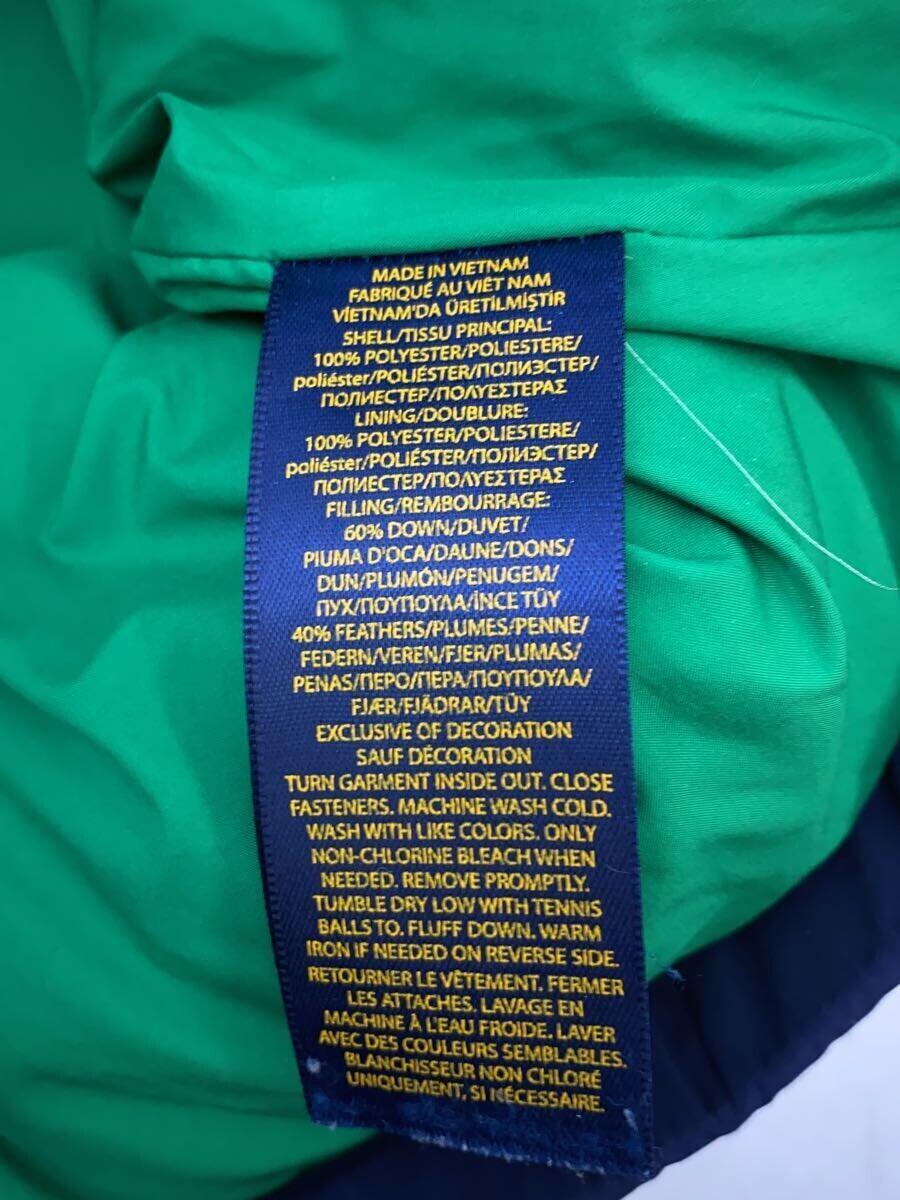 MADE IN VIETNAM
FABRIQUÉ AU VIÊT NAM
VİETNAM'DA ÜRETİLMİŞTİR
SHELL/TISSU PRINCIPAL:
100% POLYESTER/POLIESTERE/
poliéster/POLIÉSTER/ПОЛИЭСТЕР/
ПОЛИЕСТЕР/ΠΟΛΥΕΣΤΕΡΑΣ
LINING/DOUBLURE:
100% POLYESTER/POLIESTERE/
poliéster/POLIÉSTER/ПОЛИЭСТЕР/
ПОЛИЕСТЕР/ΠΟΛΥΕΣΤΕΡΑΣ
FILLING/REMBOURRAGE:
60% DOWN/DUVET/
PIUMA D'OCA/DAUNE/DONS/
DUN/PLUMÓN/PENUGEM/
ПУХ/ΠΟΥΠΟΥΛΑ/İNCE TÜY
40% FEATHERS/PLUMES/PENNE/
FEDERN/VEREN/FJER/PLUMAS/
PENAS/ПЕРО/ПЕРА/ΠΟΥΠΟΥΛΑ/
FJÆR/FJÄDRAR/TÜY
EXCLUSIVE OF DECORATION
SAUF DÉCORATION
TURN GARMENT INSIDE OUT. CLOSE
FASTENERS. MACHINE WASH COLD.
WASH WITH LIKE COLORS. ONLY
NON-CHLORINE BLEACH WHEN
NEEDED. REMOVE PROMPTLY.
TUMBLE DRY LOW WITH TENNIS
BALLS TO. FLUFF DOWN. WARM
IRON IF NEEDED ON REVERSE SIDE.
RETOURNER LE VÊTEMENT. FERMER
LES ATTACHES. LAVAGE EN
MACHINE À L'EAU FROIDE. LAVER
AVEC DES COULEURS SEMBLABLES.
BLANCHISSEUR NON CHLORÉ
UNIQUEMENT, SI NÉCESSAIRE.